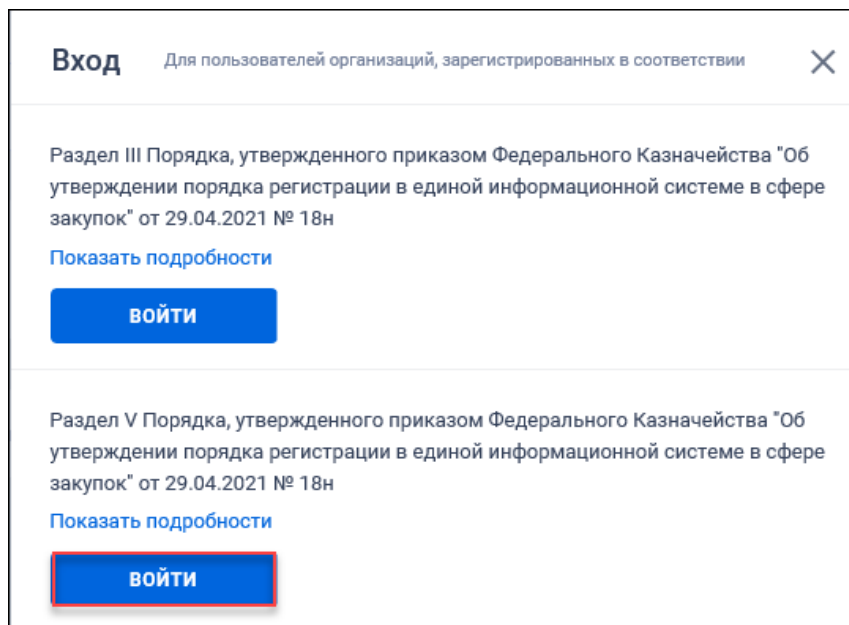 Вход
Для пользователей организаций, зарегистрированных в соответствии
Раздел III Порядка, утвержденного приказом Федерального Казначейства "Об
утверждении порядка регистрации в единой информационной системе в сфере
закупок" от 29.04.2021 № 18н
Показать подробности
ВОЙТИ
Раздел V Порядка, утвержденного приказом Федерального Казначейства "Об
утверждении порядка регистрации в единой информационной системе в сфере
закупок" от 29.04.2021 № 18н
Показать подробности
ВОЙТИ